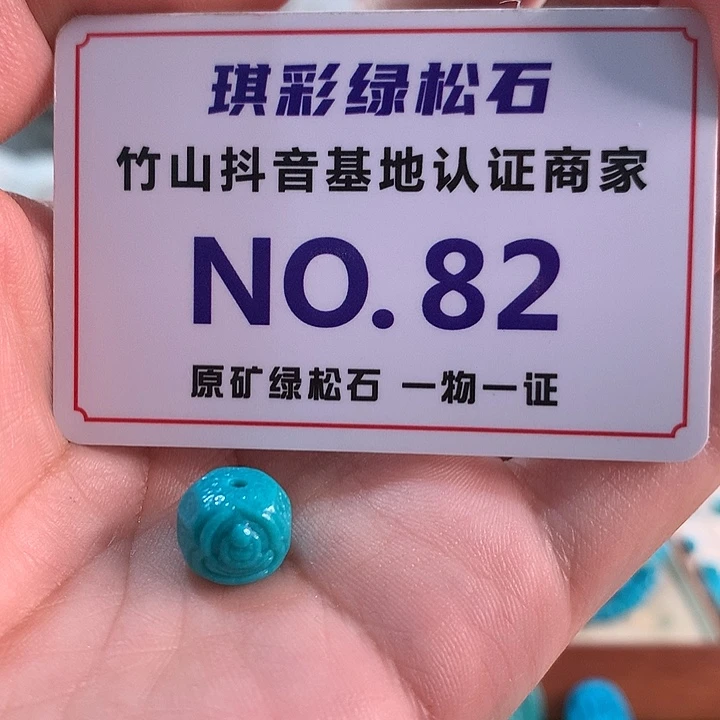 琪彩绿松石
竹山抖音基地认证商家
NO.82
原矿绿松石 一物一证